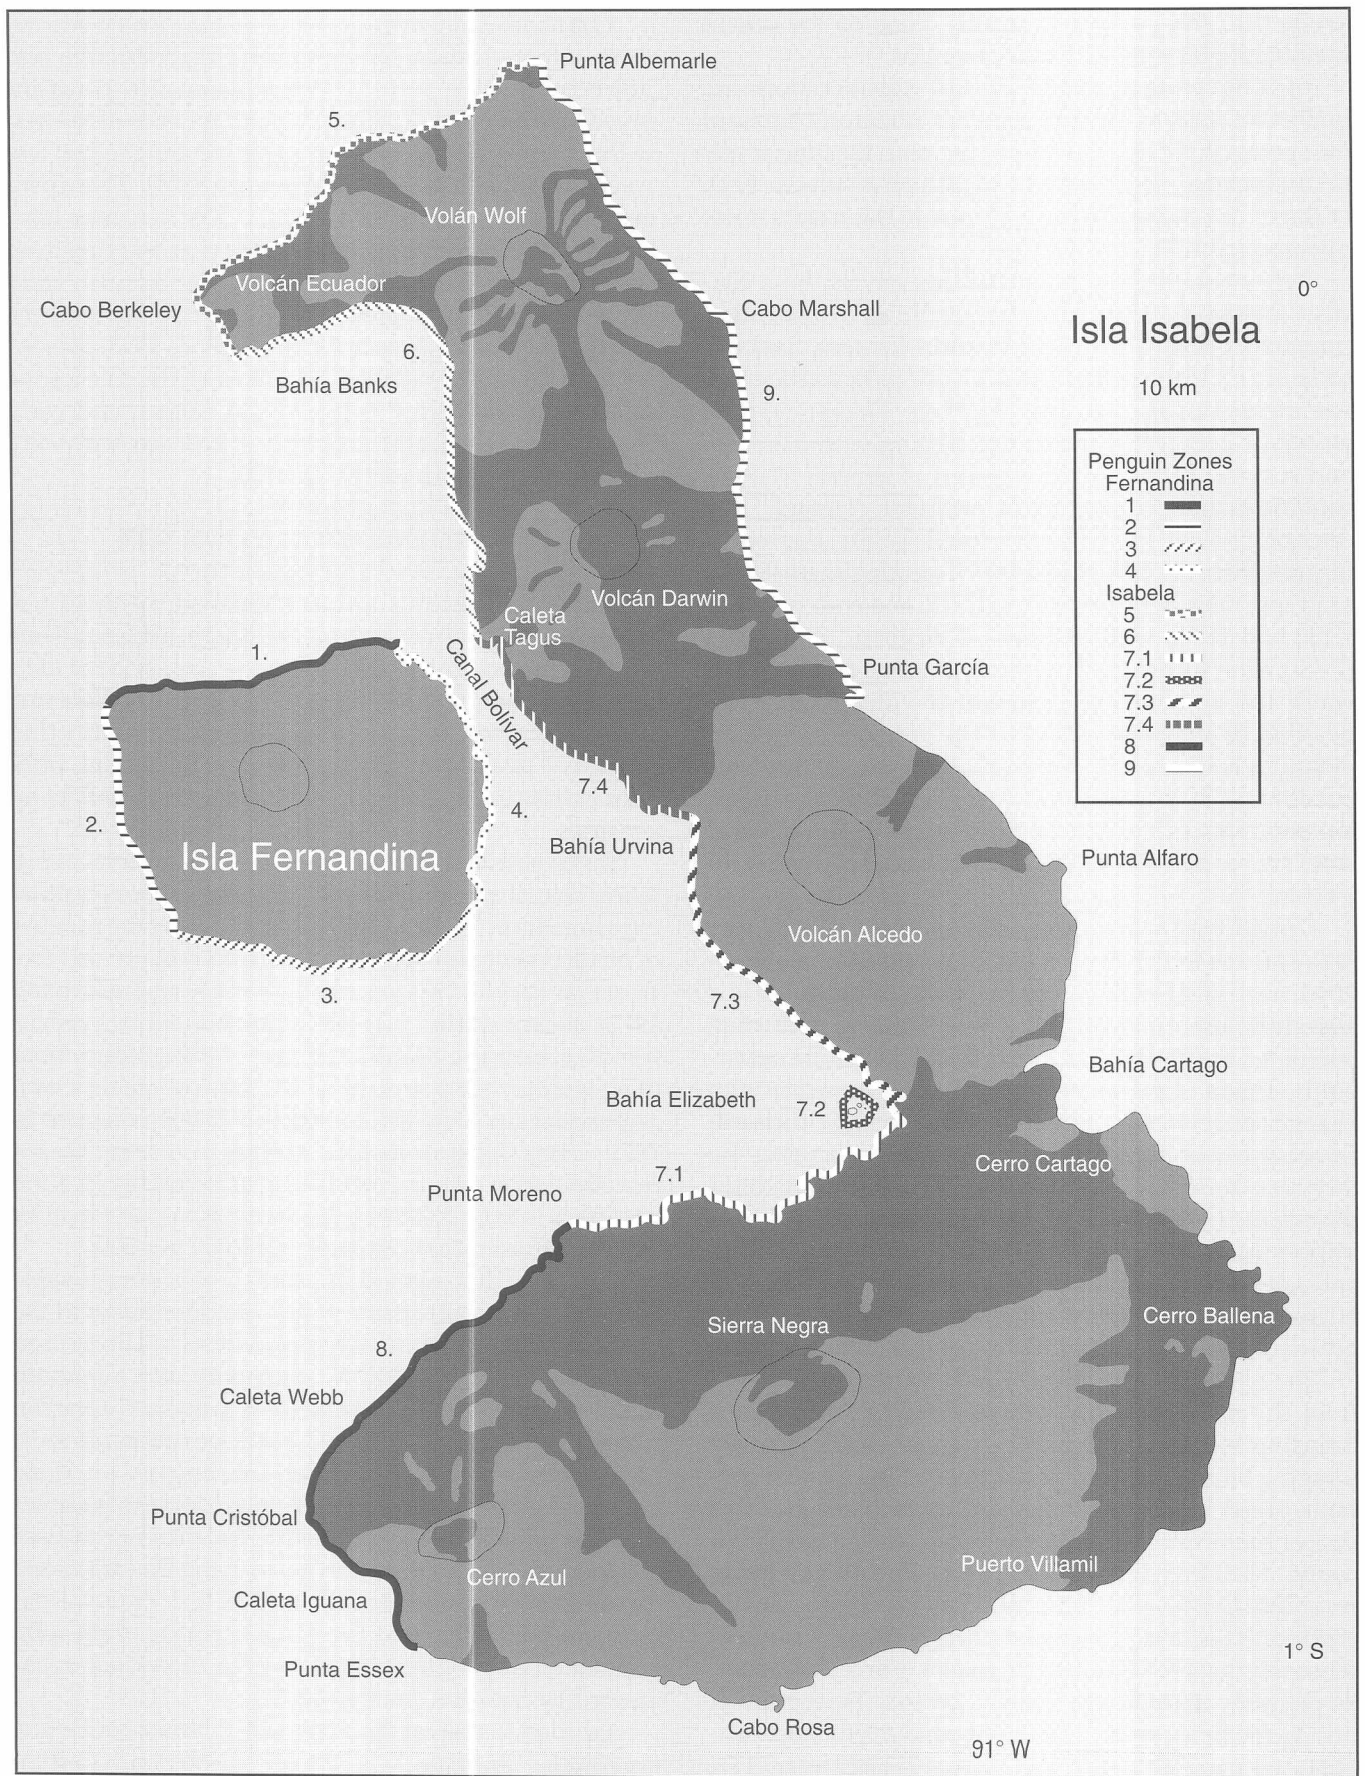 Punta Albemarle
5.
Volán Wolf
Volcán Ecuador
Cabo Berkeley
Cabo Marshall
0°
Isla Isabela
6.
Bahía Banks
9.
10 km
Penguin Zones
Fernandina
1
2
3
4
Isabela
5
6
7.1
7.2
7.3
7.4
8
9
Volcán Darwin
Caleta
Tagus
Canal Bolívar
1.
Punta García
7.4
4.
2.
Isla Fernandina
Bahía Urvina
Punta Alfaro
Volcán Alcedo
3.
7.3
Bahía Cartago
Bahía Elizabeth
7.2
Cerro Cartago
7.1
Punta Moreno
Sierra Negra
Cerro Ballena
8.
Caleta Webb
Punta Cristóbal
Puerto Villamil
Cerro Azul
Caleta Iguana
1° S
Punta Essex
Cabo Rosa
91° W